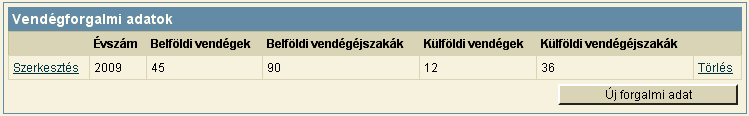 Vendégforgalmi adatok
Évszám Belföldi vendégek Belföldi vendégéjszakák Külföldi vendégek Külföldi vendégéjszakák
Szerkesztés 2009 45 90 12 36 Törlés
Új forgalmi adat